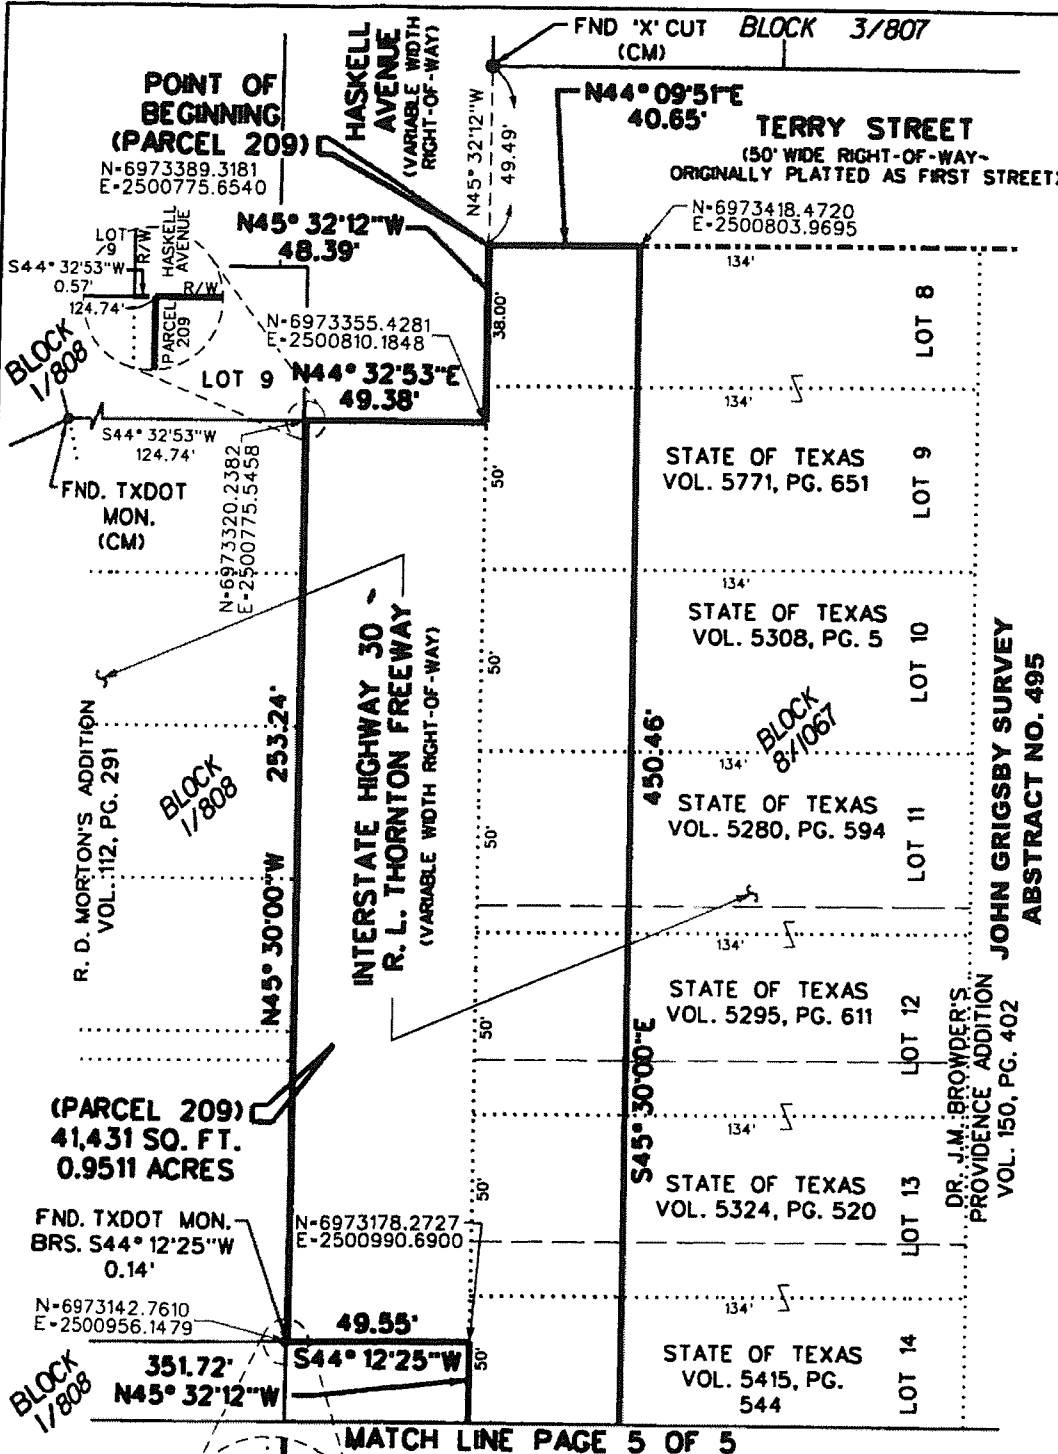 FND 'X' CUT
(CM)
BLOCK 3/807
HASKELL
AVENUE
(VARIABLE WIDTH
RIGHT-OF-WAY)
POINT OF
BEGINNING
(PARCEL 209)
N=6973389.3181
E=2500775.6540
N45° 32'12"W
49.49'
N44° 09'51"E
40.65'
TERRY STREET
(50' WIDE RIGHT-OF-WAY-
ORIGINALLY PLATTED AS FIRST STREET)
N=6973418.4720
E=2500803.9695
N45° 32'12"W
48.39'
LOT
/9
R/W
HASKELL
AVENUE
S44° 32'53"W
0.57'
R/W
124.74'
PARCEL
209
134'
38.00'
LOT 8
N=6973355.4281
E=2500810.1848
BLOCK
1/808
LOT 9
N44° 32'53"E
49.38'
134'
S44° 32'53"W
124.74'
FND. TXDOT
MON.
(CM)
N=6973320.2382
E=2500775.5458
50'
STATE OF TEXAS
VOL. 5771, PG. 651
LOT 9
134'
STATE OF TEXAS
VOL. 5308, PG. 5
LOT 10
50'
INTERSTATE HIGHWAY 30 -
R. L. THORNTON FREEWAY
(VARIABLE WIDTH RIGHT-OF-WAY)
R. D. MORTON'S ADDITION
VOL. 112, PG. 291
BLOCK
1/808
N45° 30'00"W
253.24'
450.46'
S45° 30'00"E
BLOCK
8/1067
134'
STATE OF TEXAS
VOL. 5280, PG. 594
LOT 11
50'
JOHN GRIGSBY SURVEY
ABSTRACT NO. 495
134'
STATE OF TEXAS
VOL. 5295, PG. 611
LOT 12
50'
DR. J.M. BROWDER'S
PROVIDENCE ADDITION
VOL. 150, PG. 402
(PARCEL 209)
41,431 SQ. FT.
0.9511 ACRES
134'
STATE OF TEXAS
VOL. 5324, PG. 520
LOT 13
50'
FND. TXDOT MON.
BRS. S44° 12'25"W
0.14'
N=6973178.2727
E=2500990.6900
N=6973142.7610
E=2500956.1479
49.55'
S44° 12'25"W
134'
BLOCK
1/808
351.72'
N45° 32'12"W
50'
STATE OF TEXAS
VOL. 5415, PG.
544
LOT 14
MATCH LINE PAGE 5 OF 5